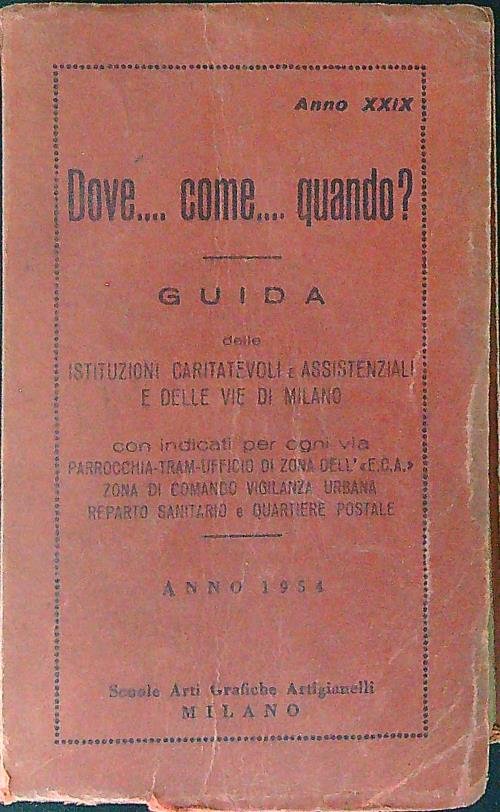 Anno XXIX
Dove.... come.... quando?
GUIDA
delle
ISTITUZIONI CARITATEVOLI E ASSISTENZIALI
E DELLE VIE DI MILANO
con indicati per ogni via
PARROCCHIA-TRAM-UFFICIO DI ZONA DELL'«E.C.A.»
ZONA DI COMANDO VIGILANZA URBANA
REPARTO SANITARIO e QUARTIERE POSTALE
ANNO 1954
Scuole Arti Grafiche Artigianelli
MILANO